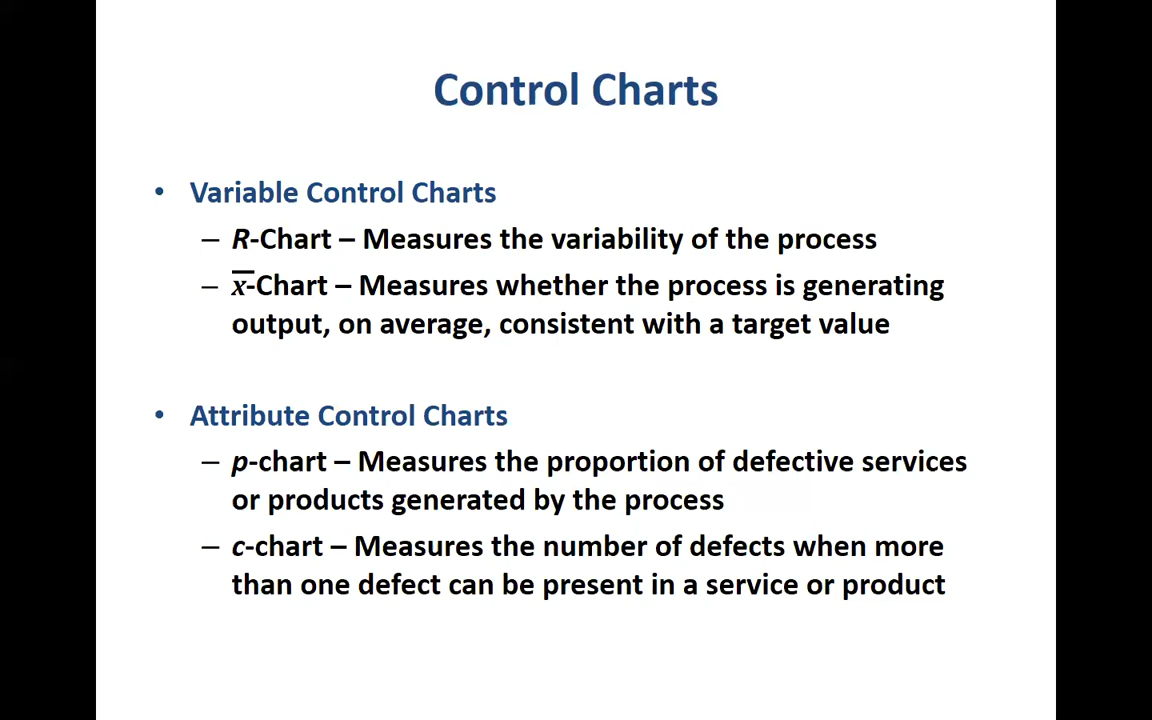 Control Charts
• Variable Control Charts
– R-Chart – Measures the variability of the process
– x̅-Chart – Measures whether the process is generating
output, on average, consistent with a target value
• Attribute Control Charts
– p-chart – Measures the proportion of defective services
or products generated by the process
– c-chart – Measures the number of defects when more
than one defect can be present in a service or product